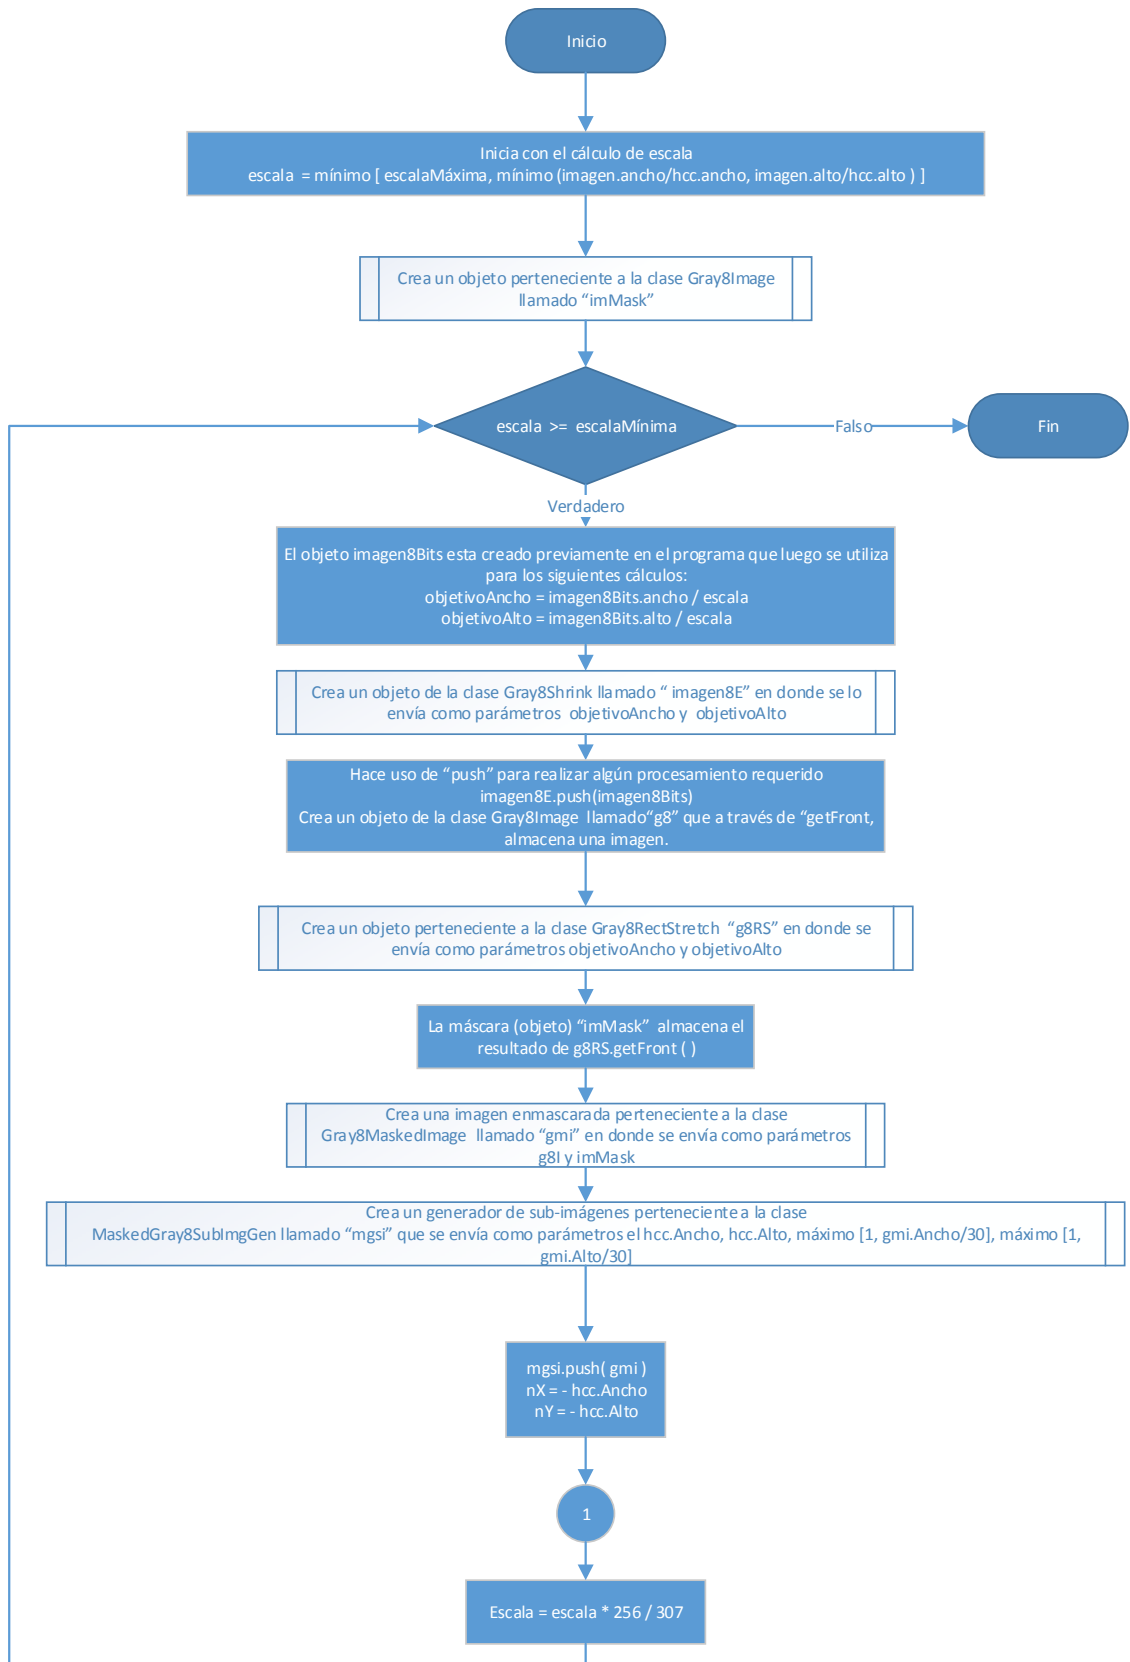 Inicio
Inicia con el cálculo de escala
escala = mínimo [ escalaMáxima, mínimo (imagen.ancho/hcc.ancho, imagen.alto/hcc.alto ) ]
Crea un objeto perteneciente a la clase Gray8Image
llamado “imMask”
escala >= escalaMínima
Falso
Fin
Verdadero
El objeto imagen8Bits esta creado previamente en el programa que luego se utiliza
para los siguientes cálculos:
objetivoAncho = imagen8Bits.ancho / escala
objetivoAlto = imagen8Bits.alto / escala
Crea un objeto de la clase Gray8Shrink llamado “ imagen8E” en donde se lo
envía como parámetros objetivoAncho y objetivoAlto
Hace uso de “push” para realizar algún procesamiento requerido
imagen8E.push(imagen8Bits)
Crea un objeto de la clase Gray8Image llamado“g8” que a través de “getFront,
almacena una imagen.
Crea un objeto perteneciente a la clase Gray8RectStretch “g8RS” en donde se
envía como parámetros objetivoAncho y objetivoAlto
La máscara (objeto) “imMask” almacena el
resultado de g8RS.getFront ( )
Crea una imagen enmascarada perteneciente a la clase
Gray8MaskedImage llamado “gmi” en donde se envía como parámetros
g8I y imMask
Crea un generador de sub-imágenes perteneciente a la clase
MaskedGray8SubImgGen llamado “mgsi” que se envía como parámetros el hcc.Ancho, hcc.Alto, máximo [1, gmi.Ancho/30], máximo [1,
gmi.Alto/30]
mgsi.push( gmi )
nX = - hcc.Ancho
nY = - hcc.Alto
1
Escala = escala * 256 / 307